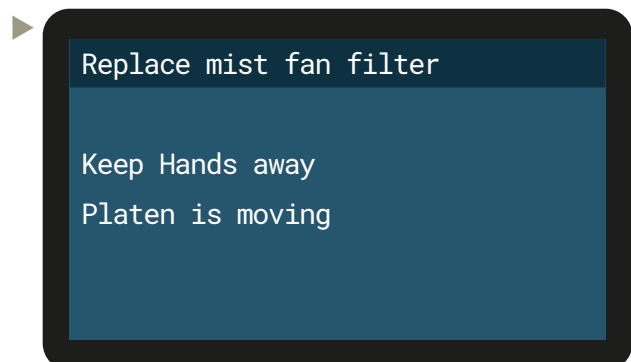 Replace mist fan filter
Keep Hands away
Platen is moving